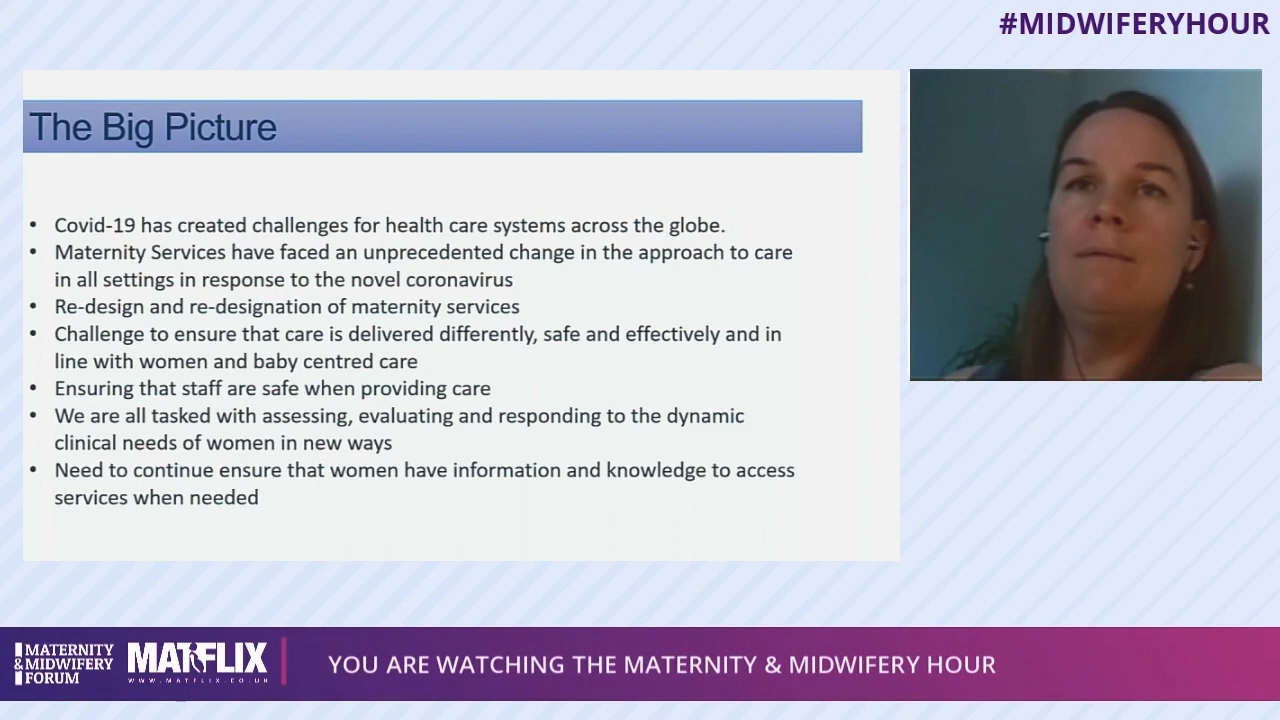 #MIDWIFERYHOUR
The Big Picture
• Covid-19 has created challenges for health care systems across the globe.
• Maternity Services have faced an unprecedented change in the approach to care
in all settings in response to the novel coronavirus
• Re-design and re-designation of maternity services
• Challenge to ensure that care is delivered differently, safe and effectively and in
line with women and baby centred care
• Ensuring that staff are safe when providing care
• We are all tasked with assessing, evaluating and responding to the dynamic
clinical needs of women in new ways
• Need to continue ensure that women have information and knowledge to access
services when needed
MATERNITY
& MIDWIFERY
FORUM
MATFLIX
WWW.MATFLIX.CO.UK
YOU ARE WATCHING THE MATERNITY & MIDWIFERY HOUR